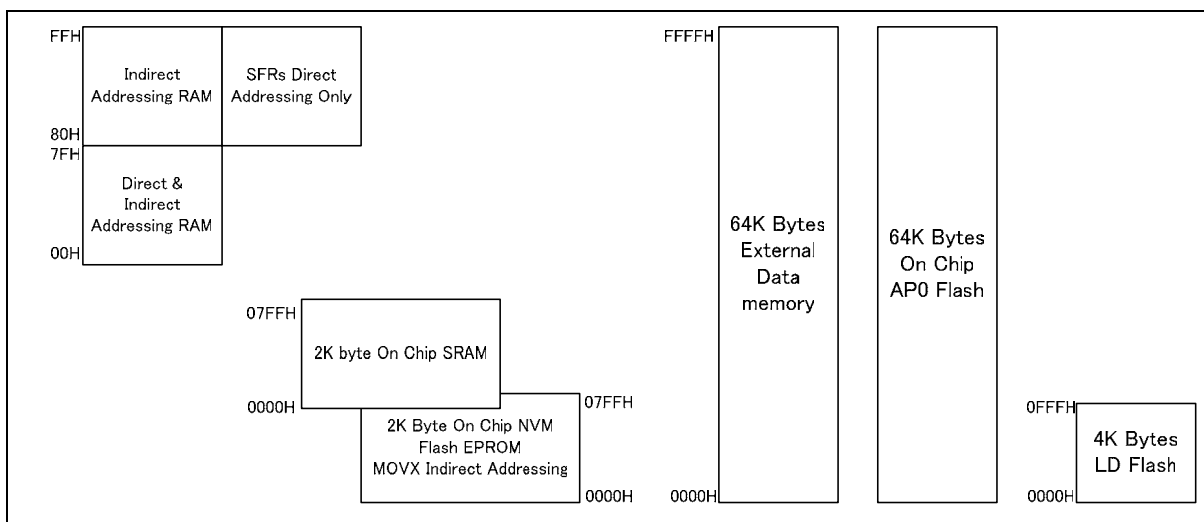 FFH
Indirect
Addressing RAM
SFRs Direct
Addressing Only
80H
7FH
Direct &
Indirect
Addressing RAM
00H
07FFH
2K byte On Chip SRAM
0000H
07FFH
2K Byte On Chip NVM
Flash EPROM
MOVX Indirect Addressing
0000H
FFFFH
64K Bytes
External
Data
memory
0000H
64K Bytes
On Chip
AP0 Flash
0FFFH
4K Bytes
LD Flash
0000H